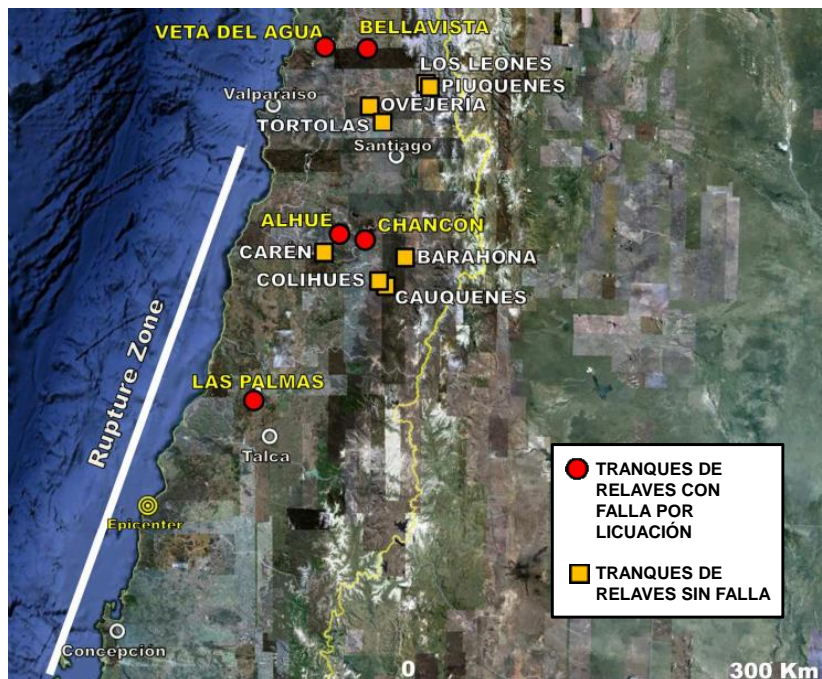 VETA DEL AGUA
BELLAVISTA
LOS LEONES
PIUQUENES
Valparaiso
OVEJERIA
TORTOLAS
Santiago
ALHUE
CHANCÓN
CAREN
BARAHONA
COLIHUES
CAUQUENES
Rupture Zone
LAS PALMAS
Talca
Epicenter
Concepcion
TRANQUES DE
RELAVES CON
FALLA POR
LICUACIÓN
TRANQUES DE
RELAVES SIN FALLA
0
300 Km